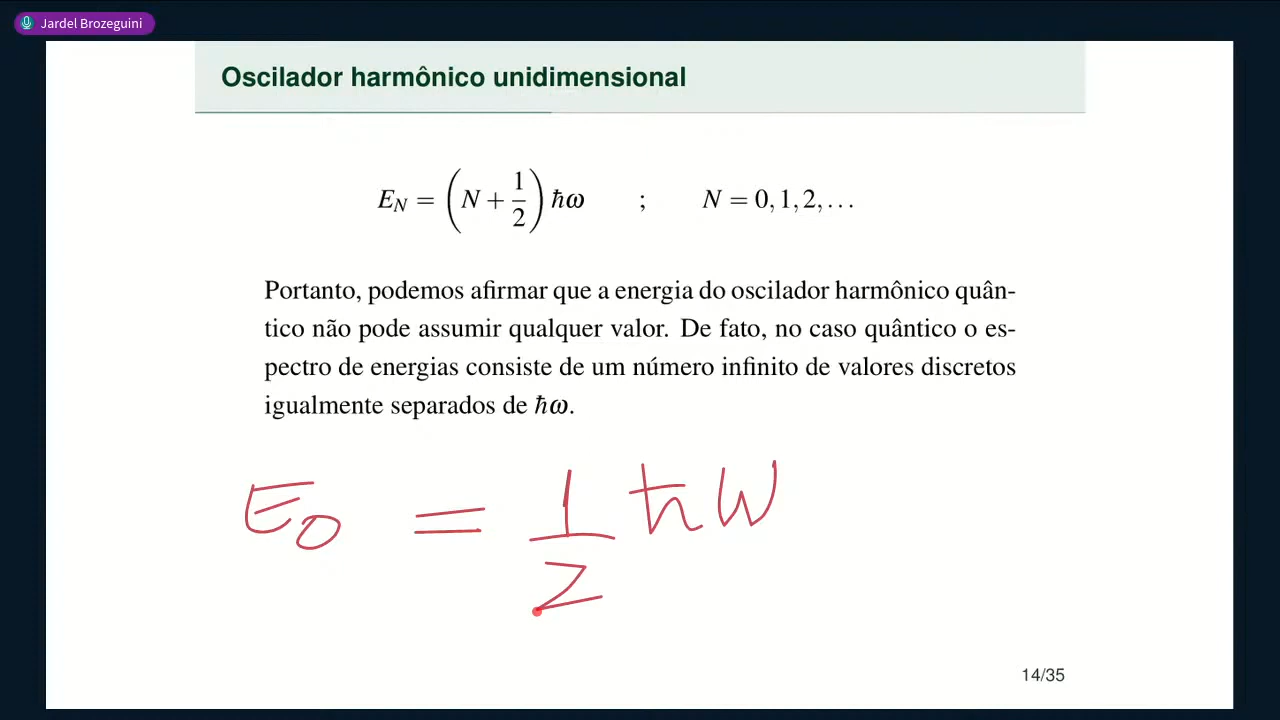 Jardel Brozeguini
Oscilador harmônico unidimensional
E_N = (N + 1/2) ħω ; N = 0, 1, 2, . . .
Portanto, podemos afirmar que a energia do oscilador harmônico quân-
tico não pode assumir qualquer valor. De fato, no caso quântico o es-
pectro de energias consiste de um número infinito de valores discretos
igualmente separados de ħω.
E_0 = 1/2 ħω
14/35